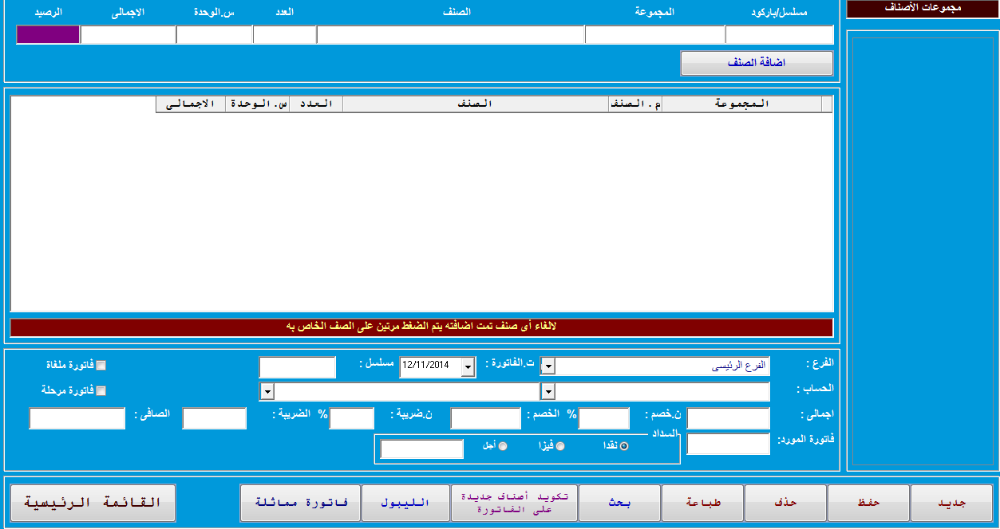 مجموعات الأصناف
مسلسل/باركود المجموعة الصنف العدد س.الوحدة الاجمالى الرصيد
اضافة الصنف
المجموعة م.الصنف الصنف العدد س.الوحدة الاجمالى
لالغاء أى صنف تمت اضافته يتم الضغط مرتين على الصف الخاص به
الفرع : الفرع الرئيسى ت.الفاتورة : 12/11/2014 مسلسل : فاتورة ملغاة
الحساب : فاتورة مرحلة
اجمالى : ن.خصم : % الخصم : ن.ضريبة : % الضريبة : الصافى :
فاتورة المورد: السداد نقدا فيزا أجل
جديد حفظ حذف طباعة بحث تكويد أصناف جديدة على الفاتورة الليبول فاتورة مماثلة القائمة الرئيسية